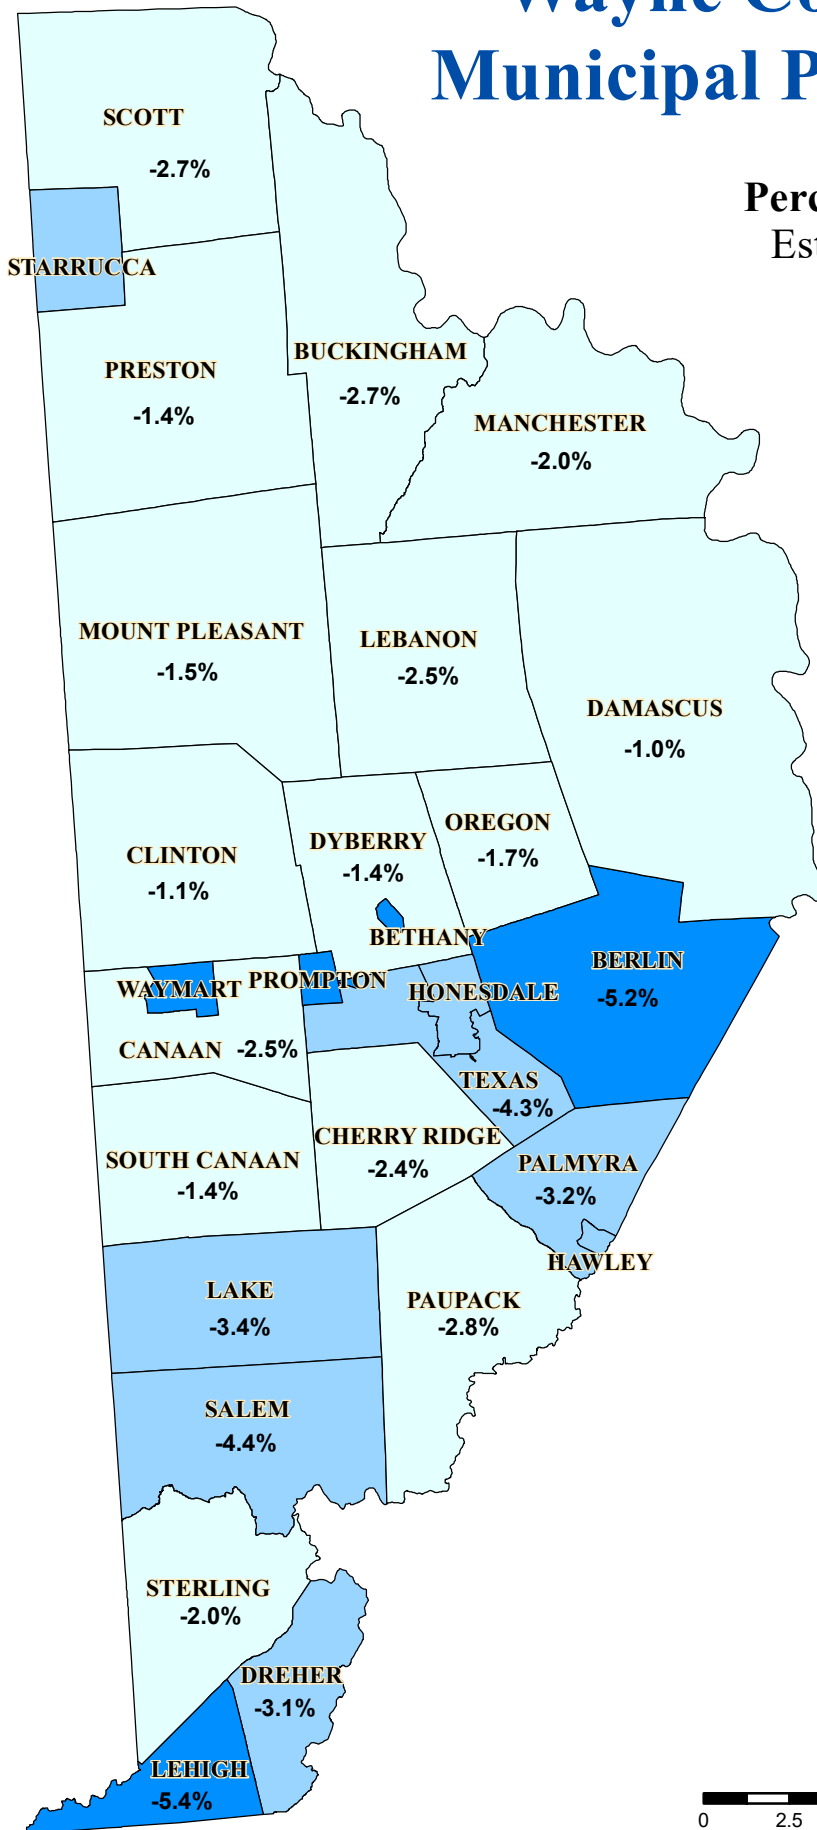 Wayne Co
Municipal P
Perc
Est
SCOTT
-2.7%
STARRUCCA
PRESTON
-1.4%
BUCKINGHAM
-2.7%
MANCHESTER
-2.0%
MOUNT PLEASANT
-1.5%
LEBANON
-2.5%
DAMASCUS
-1.0%
CLINTON
-1.1%
DYBERRY
-1.4%
OREGON
-1.7%
BETHANY
BERLIN
-5.2%
WAYMART
PROMPTON
HONESDALE
CANAAN -2.5%
TEXAS
-4.3%
SOUTH CANAAN
-1.4%
CHERRY RIDGE
-2.4%
PALMYRA
-3.2%
HAWLEY
LAKE
-3.4%
PAUPACK
-2.8%
SALEM
-4.4%
STERLING
-2.0%
DREHER
-3.1%
LEHIGH
-5.4%
0 2.5